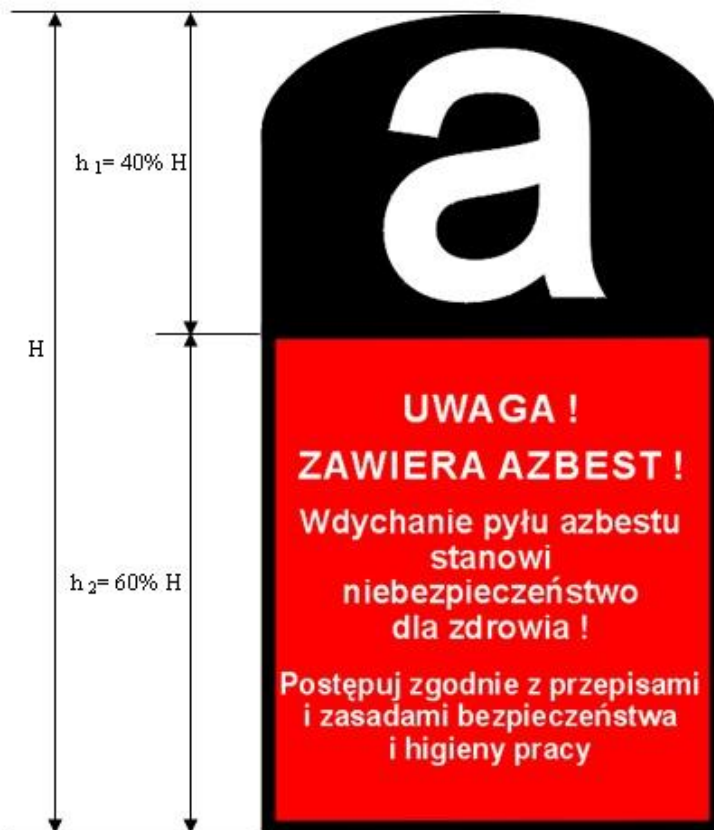 a
h 1= 40% H
H
UWAGA !
ZAWIERA AZBEST !
Wdychanie pyłu azbestu
stanowi
niebezpieczeństwo
dla zdrowia !
h 2= 60% H
Postępuj zgodnie z przepisami
i zasadami bezpieczeństwa
i higieny pracy